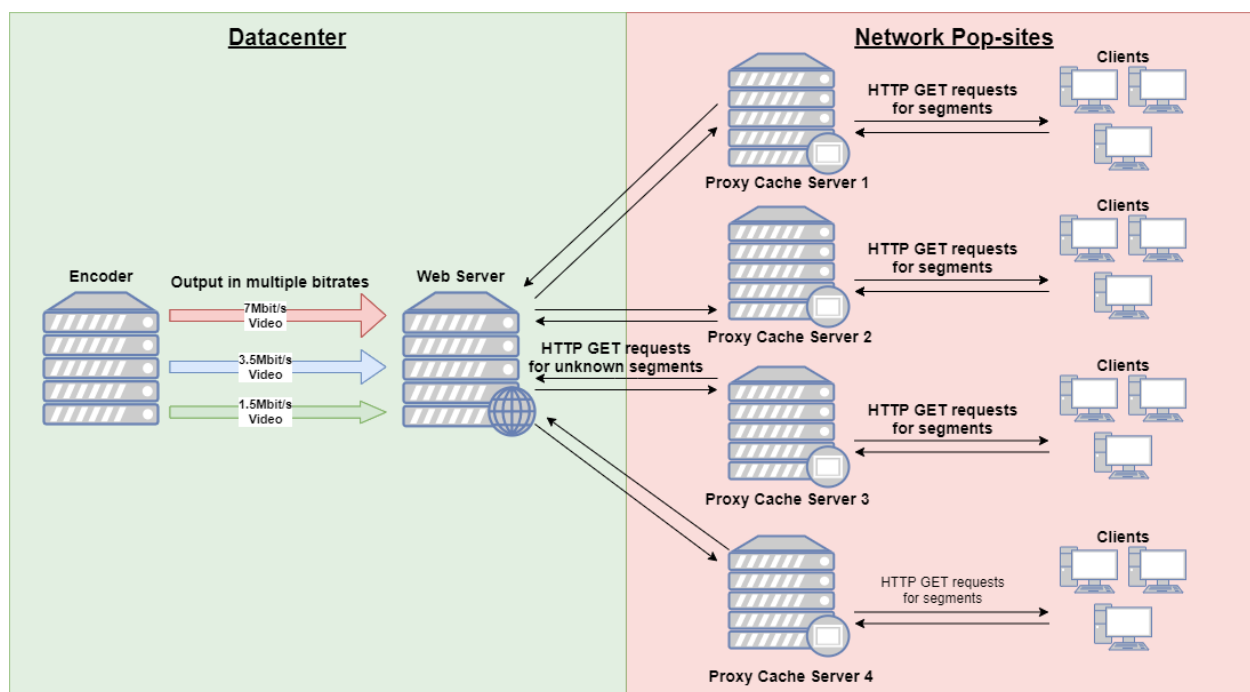 Datacenter
Network Pop-sites
Clients
HTTP GET requests
for segments
Proxy Cache Server 1
Clients
HTTP GET requests
for segments
Proxy Cache Server 2
Encoder
Output in multiple bitrates
Web Server
7Mbit/s
Video
3.5Mbit/s
Video
1.5Mbit/s
Video
HTTP GET requests
for unknown segments
Clients
HTTP GET requests
for segments
Proxy Cache Server 3
Clients
HTTP GET requests
for segments
Proxy Cache Server 4